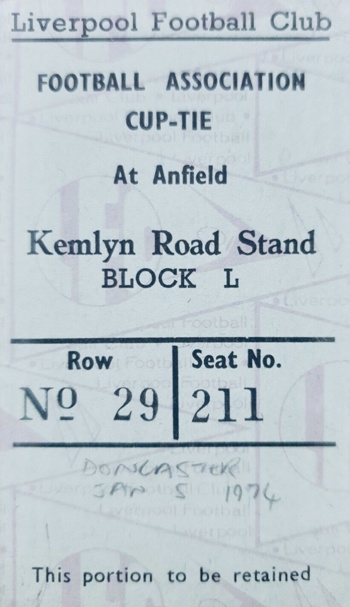 Liverpool Football Club
FOOTBALL ASSOCIATION
CUP-TIE
At Anfield
Kemlyn Road Stand
BLOCK L
Row Seat No.
Nº 29 211
DONCASTER
JAN 5 1974
This portion to be retained